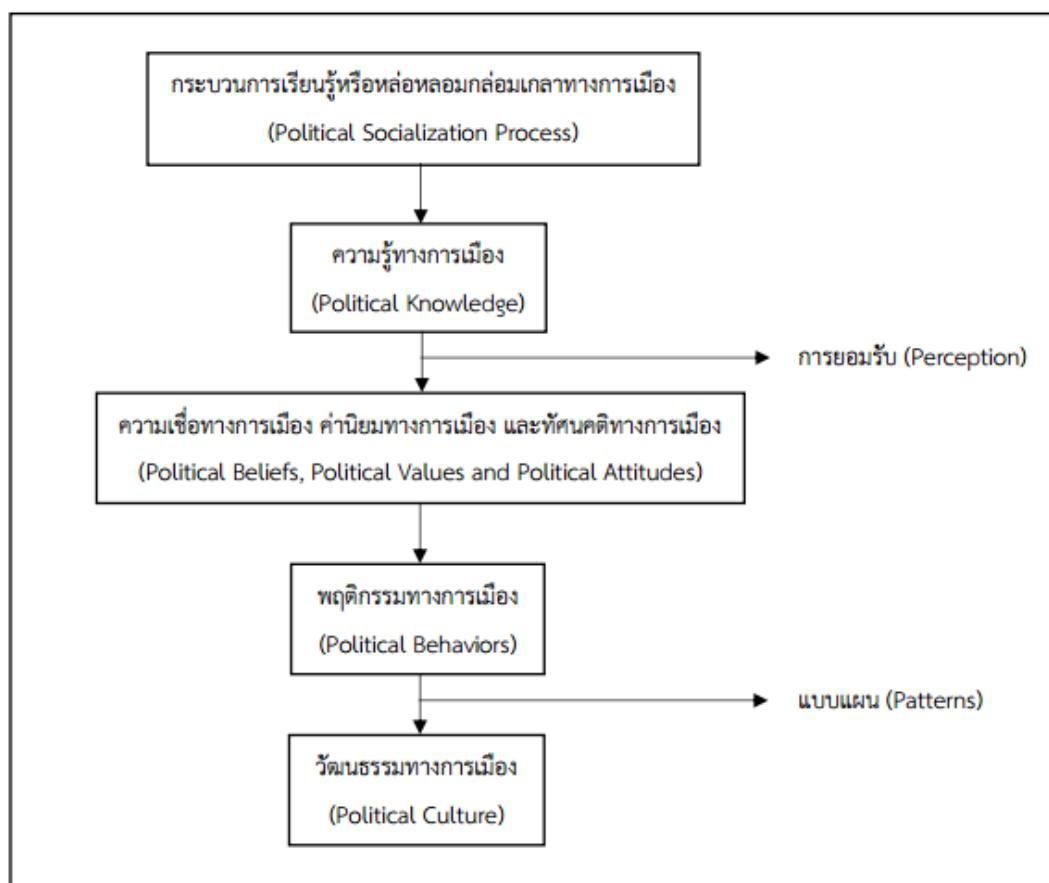 กระบวนการเรียนรู้หรือหล่อหลอมกล่อมเกลาทางการเมือง
(Political Socialization Process)
ความรู้ทางการเมือง
(Political Knowledge)
การยอมรับ (Perception)
ความเชื่อทางการเมือง ค่านิยมทางการเมือง และทัศนคติทางการเมือง
(Political Beliefs, Political Values and Political Attitudes)
พฤติกรรมทางการเมือง
(Political Behaviors)
แบบแผน (Patterns)
วัฒนธรรมทางการเมือง
(Political Culture)